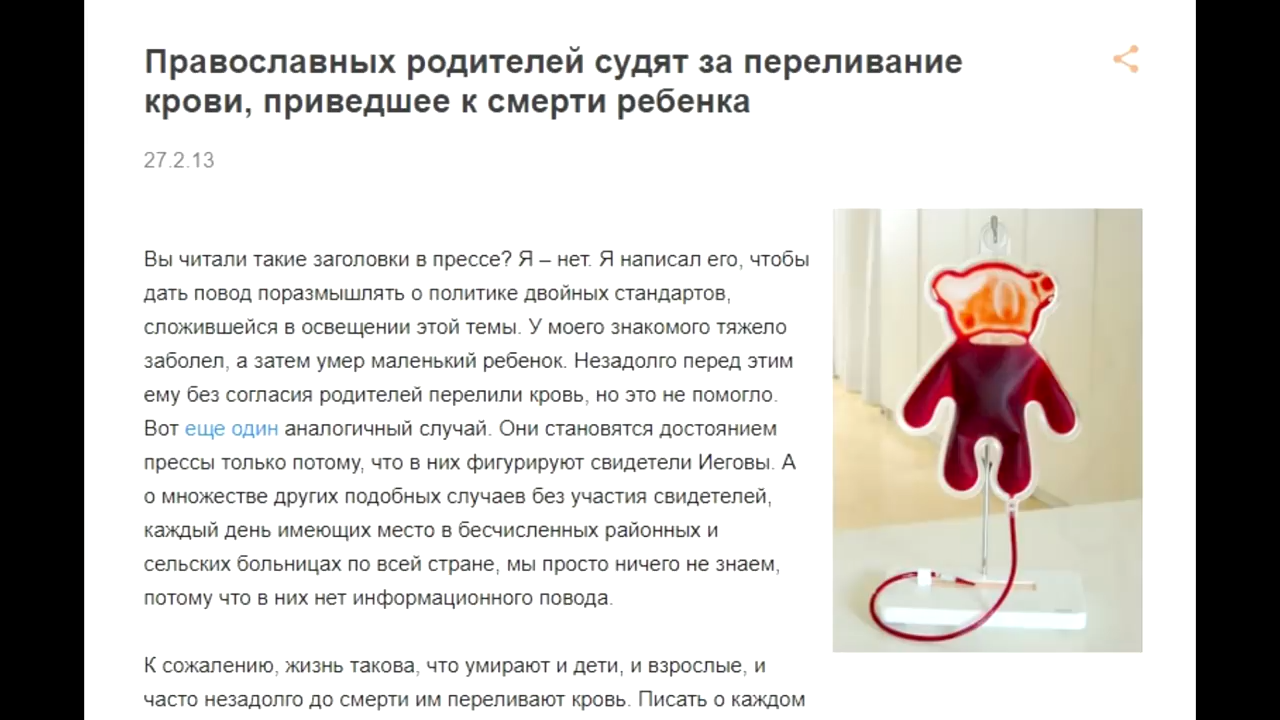 Православных родителей судят за переливание
крови, приведшее к смерти ребенка
27.2.13
Вы читали такие заголовки в прессе? Я – нет. Я написал его, чтобы
дать повод поразмышлять о политике двойных стандартов,
сложившейся в освещении этой темы. У моего знакомого тяжело
заболел, а затем умер маленький ребенок. Незадолго перед этим
ему без согласия родителей перелили кровь, но это не помогло.
Вот еще один аналогичный случай. Они становятся достоянием
прессы только потому, что в них фигурируют свидетели Иеговы. А
о множестве других подобных случаев без участия свидетелей,
каждый день имеющих место в бесчисленных районных и
сельских больницах по всей стране, мы просто ничего не знаем,
потому что в них нет информационного повода.
К сожалению, жизнь такова, что умирают и дети, и взрослые, и
часто незадолго до смерти им переливают кровь. Писать о каждом